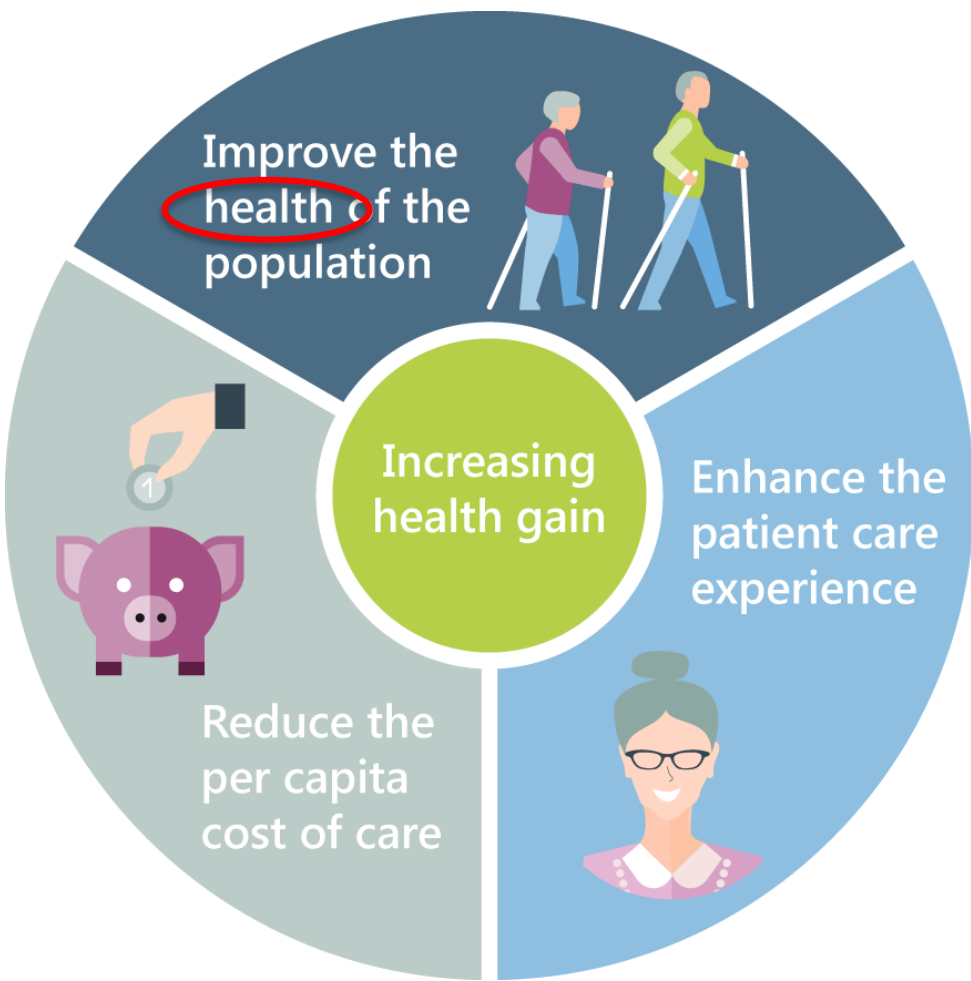 Improve the
health of the
population
Increasing
health gain
Enhance the
patient care
experience
1
Reduce the
per capita
cost of care